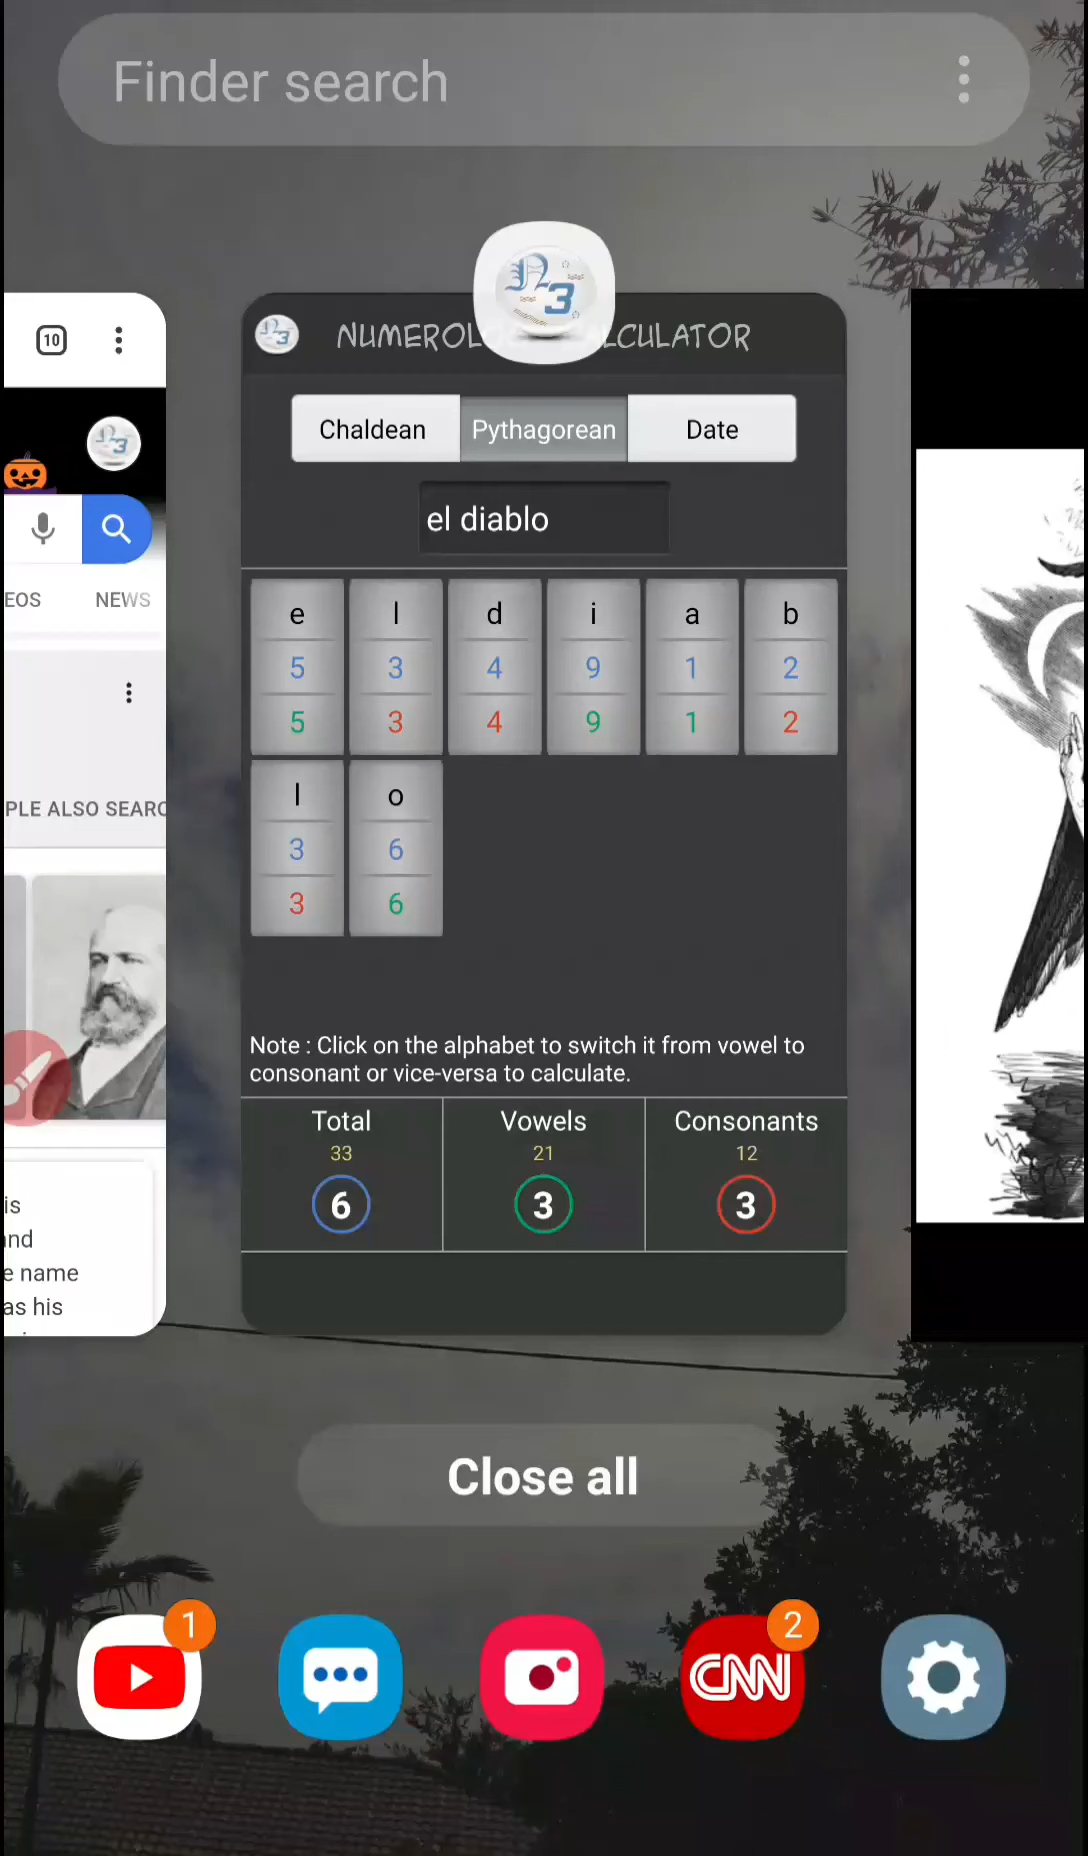 Finder search
10
NUMEROL
ALCULATOR
Chaldean
Pythagorean
Date
el diablo
EOS
NEWS
e
l
d
i
a
b
5
3
4
9
1
2
5
3
4
9
1
2
l
o
3
6
3
6
PLE ALSO SEARC
Note : Click on the alphabet to switch it from vowel to
consonant or vice-versa to calculate.
Total
Vowels
Consonants
33
21
12
6
3
3
is
nd
e name
as his
Close all
1
2
CNN